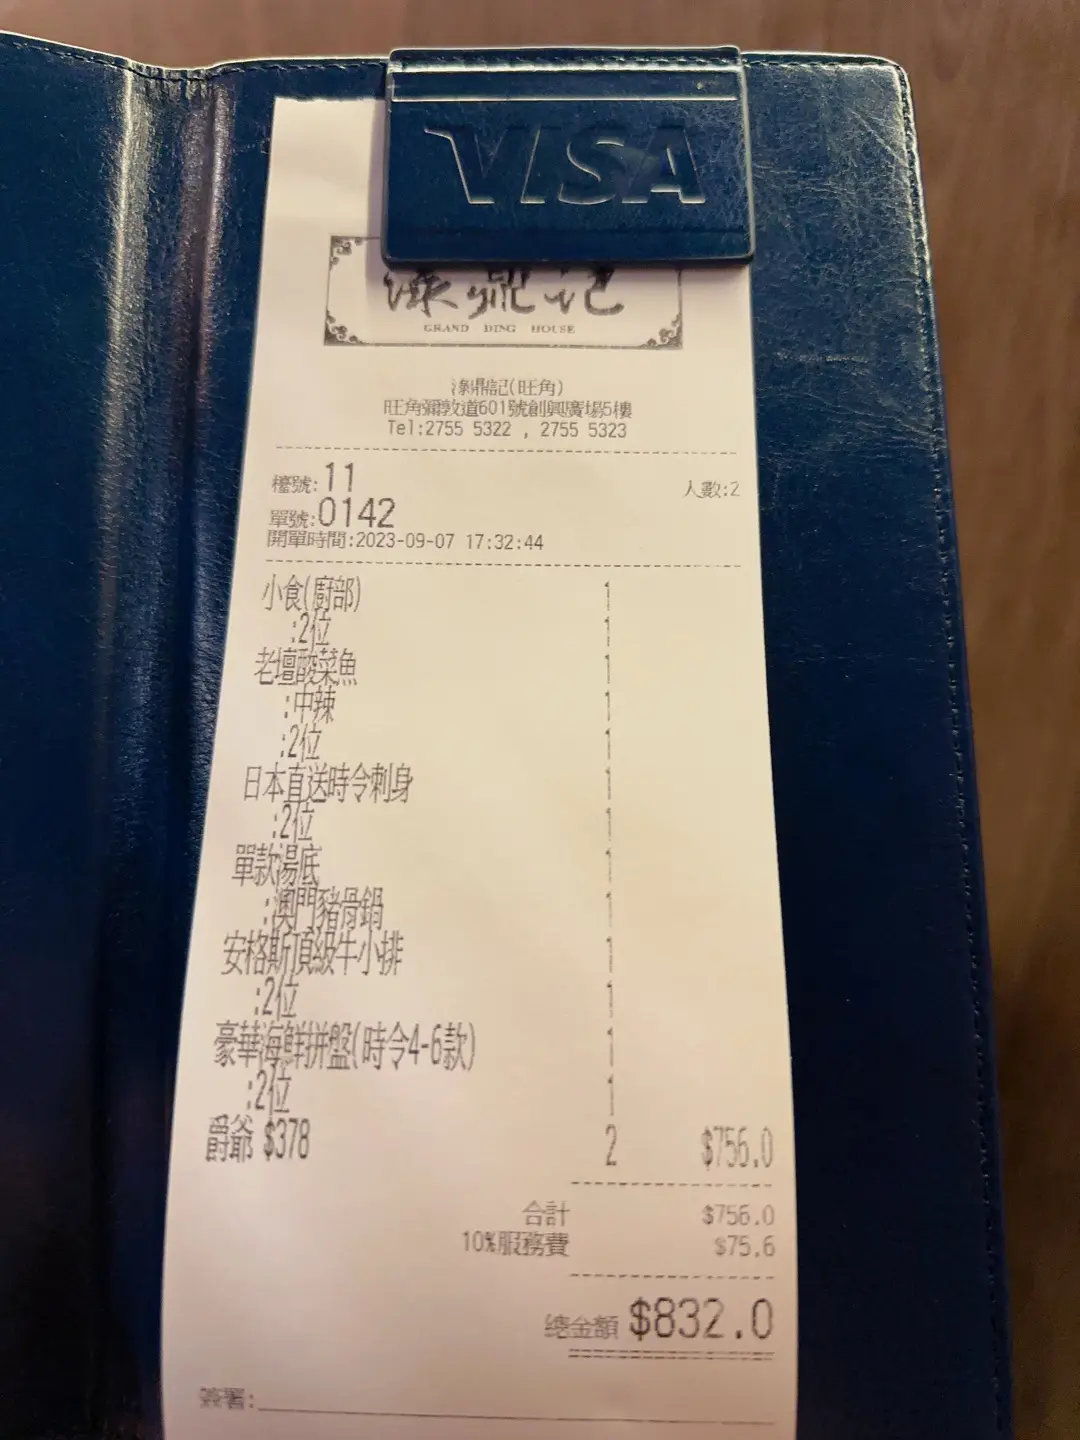 VISA
濠鼎记
GRAND DING HOUSE
濠鼎記(旺角)
旺角彌敦道601號創興廣場5樓
Tel:2755 5322 , 2755 5323
檯號:11 人數:2
單號:0142
開單時間:2023-09-07 17:32:44
小食(廚部) 1
:2位 1
老壇酸菜魚 1
:中辣 1
:2位 1
日本直送時令刺身 1
:2位 1
單款湯底 1
:澳門豬骨鍋 1
安格斯頂級牛小排 1
:2位 1
豪華海鮮拼盤(時令4-6款) 1
:2位 1
爵爺 $378 2 $756.0
合計 $756.0
10%服務費 $75.6
總金額 $832.0
簽署: